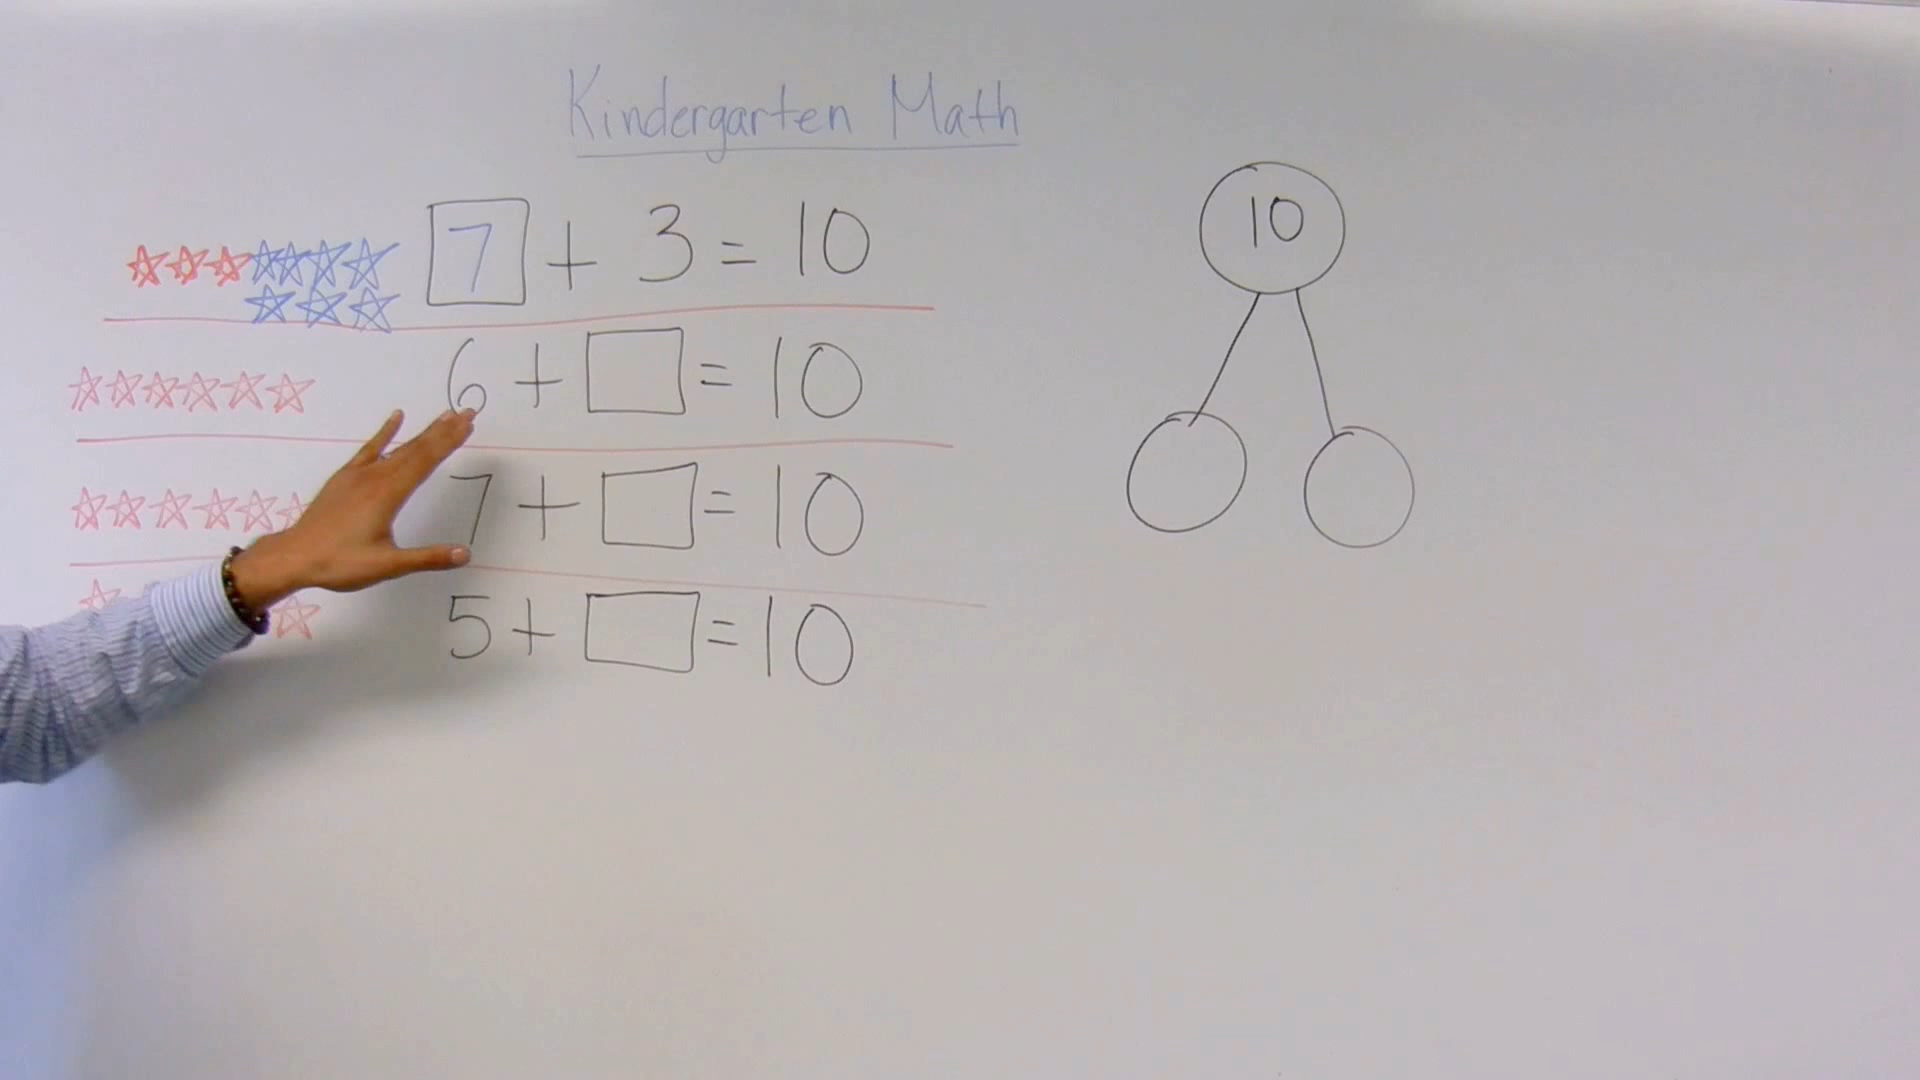 Kindergarten Math
7 + 3 = 10
6 + □ = 10
7 + □ = 10
5 + □ = 10
10